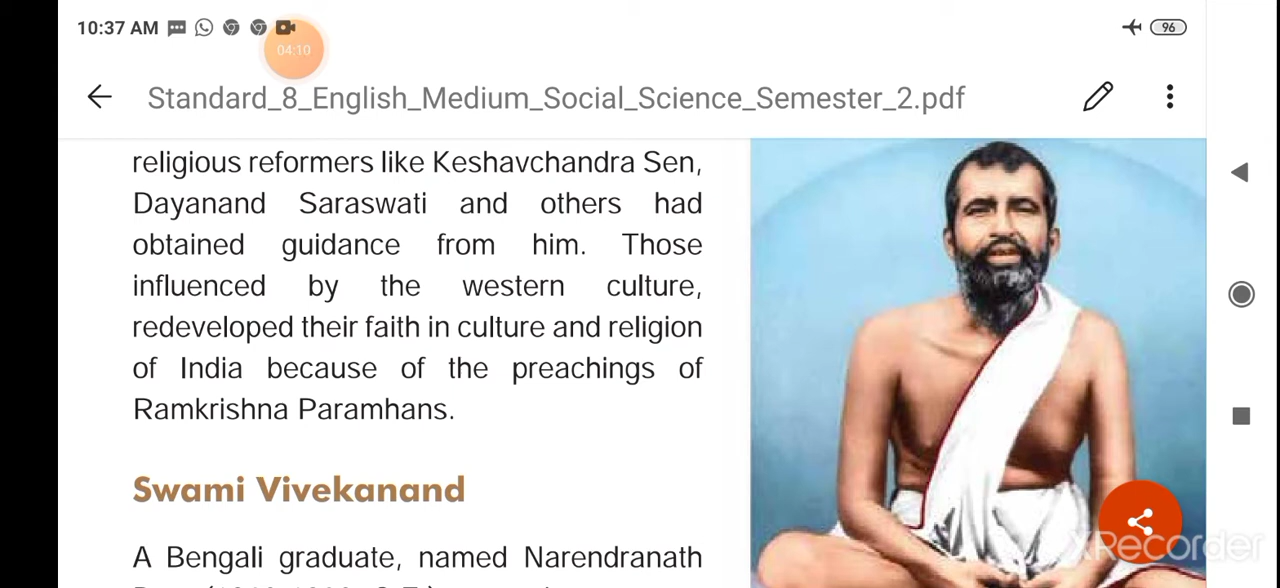 10:37 AM
96
04:10
Standard_8_English_Medium_Social_Science_Semester_2.pdf
religious reformers like Keshavchandra Sen,
Dayanand Saraswati and others had
obtained guidance from him. Those
influenced by the western culture,
redeveloped their faith in culture and religion
of India because of the preachings of
Ramkrishna Paramhans.
Swami Vivekanand
A Bengali graduate, named Narendranath
XRecorder